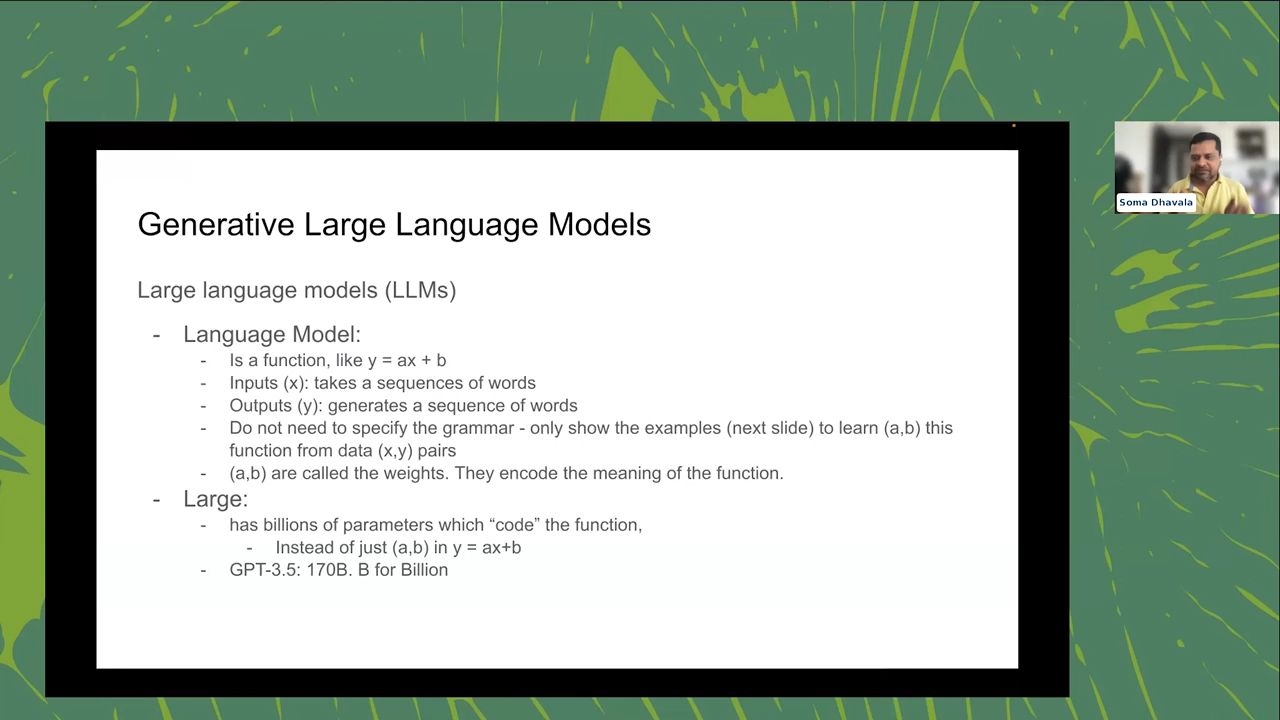 Generative Large Language Models
Large language models (LLMs)
- Language Model:
- Is a function, like y = ax + b
- Inputs (x): takes a sequences of words
- Outputs (y): generates a sequence of words
- Do not need to specify the grammar - only show the examples (next slide) to learn (a,b) this
function from data (x,y) pairs
- (a,b) are called the weights. They encode the meaning of the function.
- Large:
- has billions of parameters which “code” the function,
- Instead of just (a,b) in y = ax+b
- GPT-3.5: 170B. B for Billion
Soma Dhavala